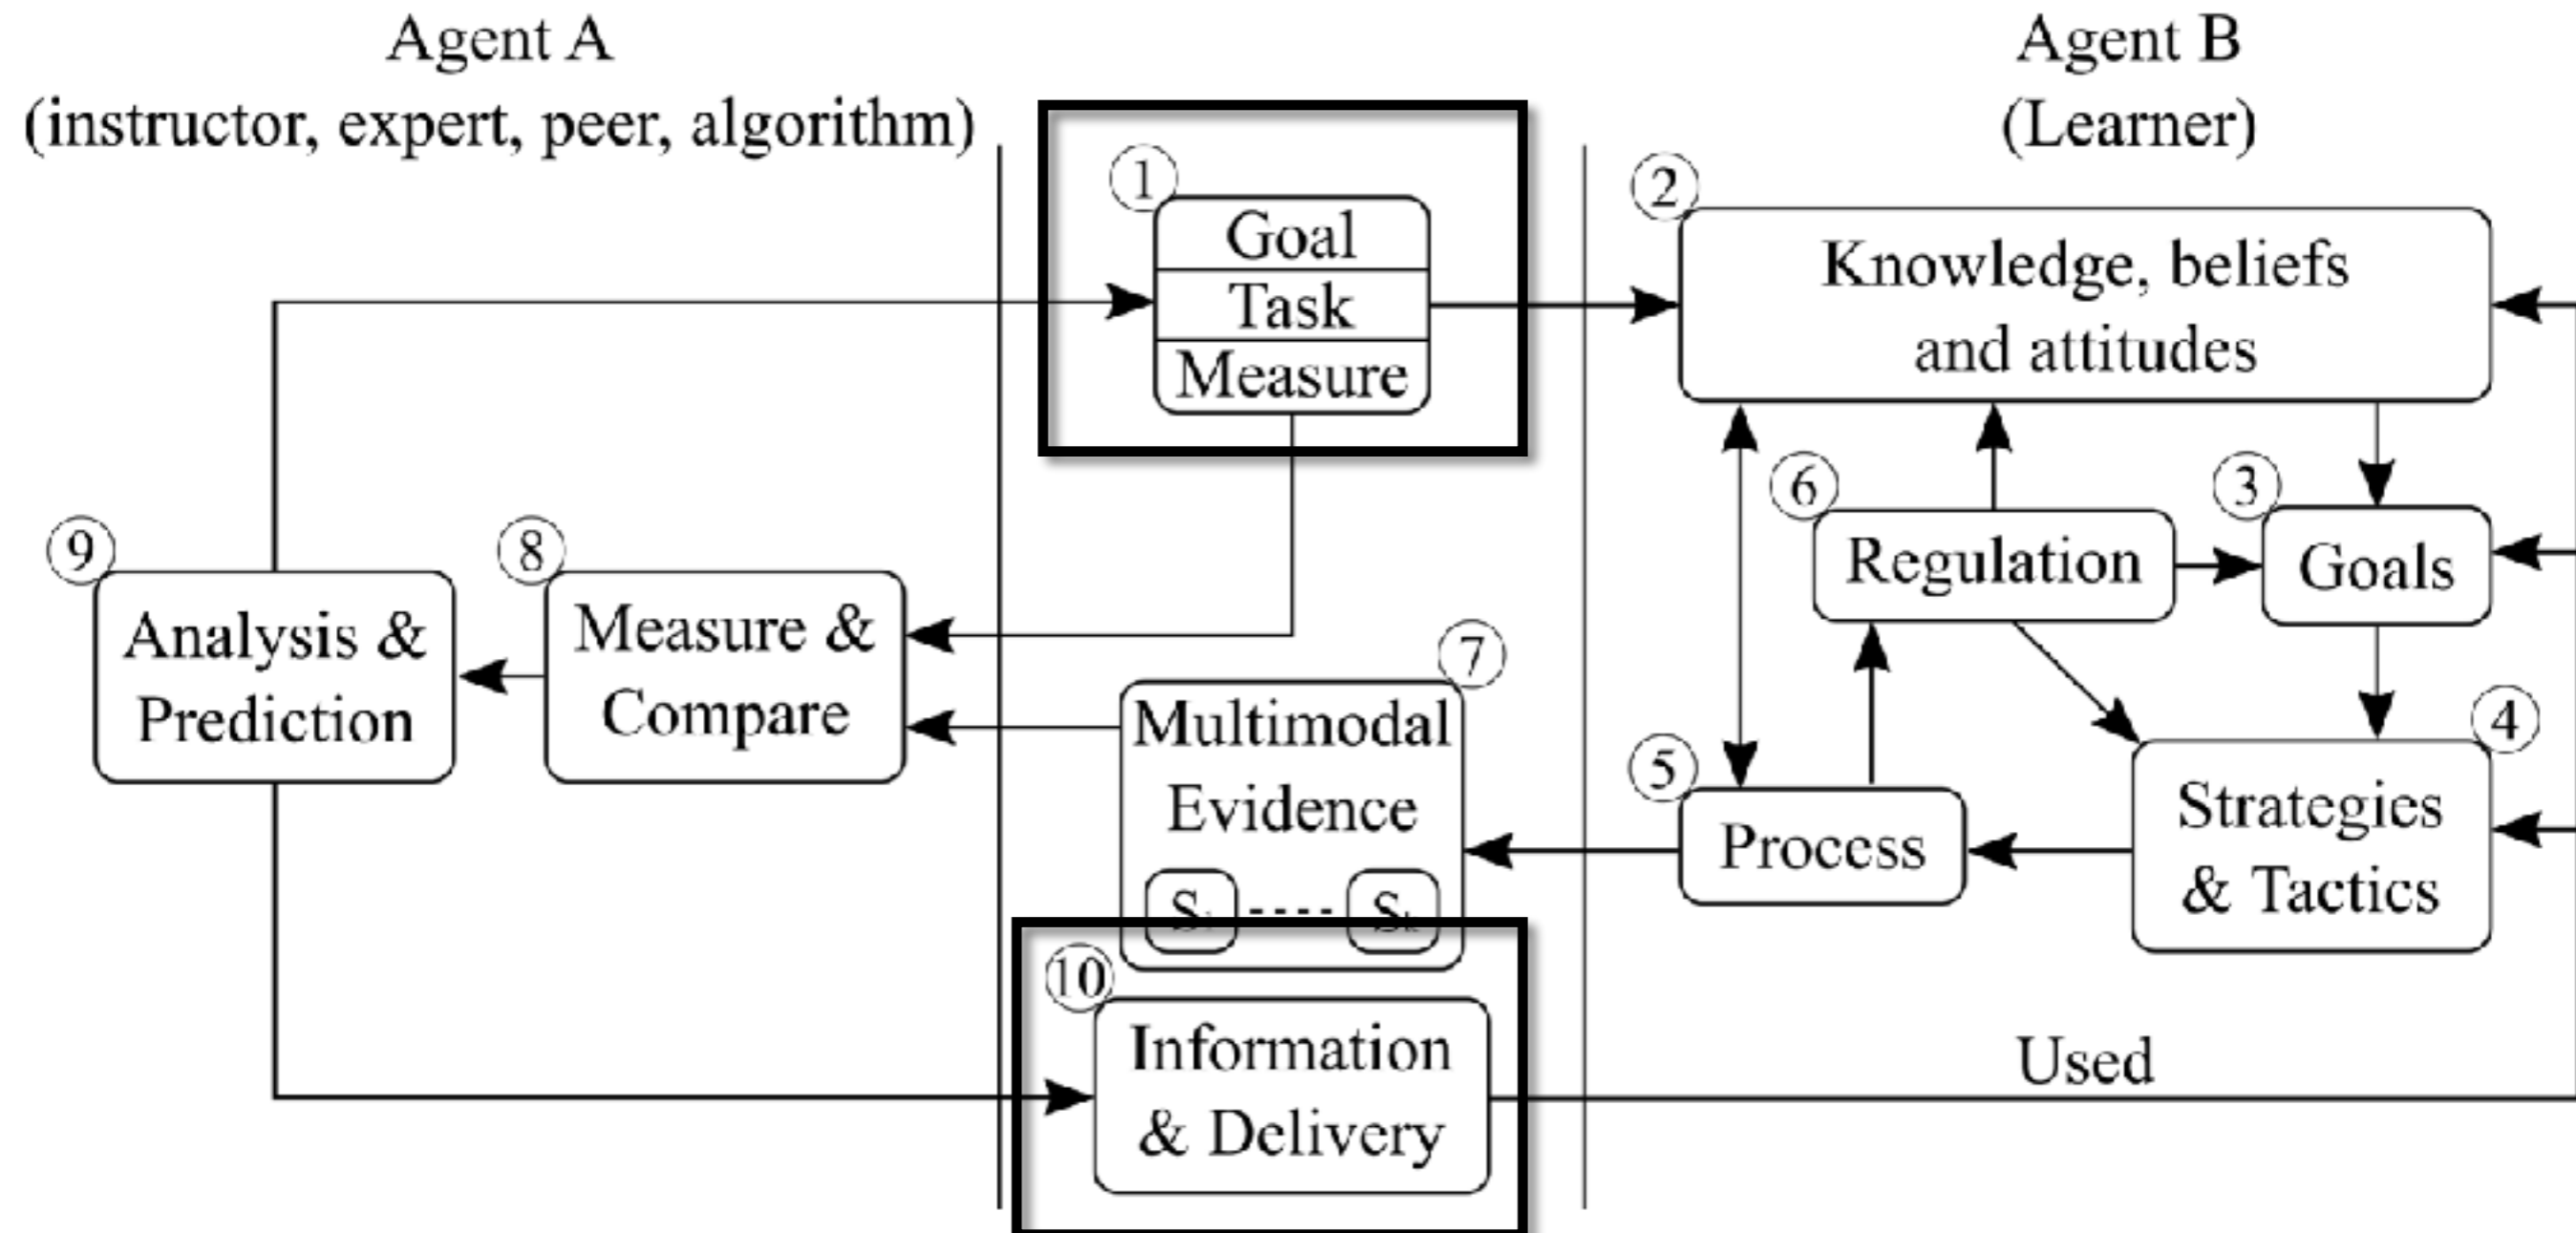 Agent A
(instructor, expert, peer, algorithm)
Agent B
(Learner)
1
Goal
Task
Measure
2
Knowledge, beliefs
and attitudes
6
Regulation
3
Goals
9
Analysis &
Prediction
8
Measure &
Compare
7
Multimodal
Evidence
5
Process
4
Strategies
& Tactics
10
Information
& Delivery
Used